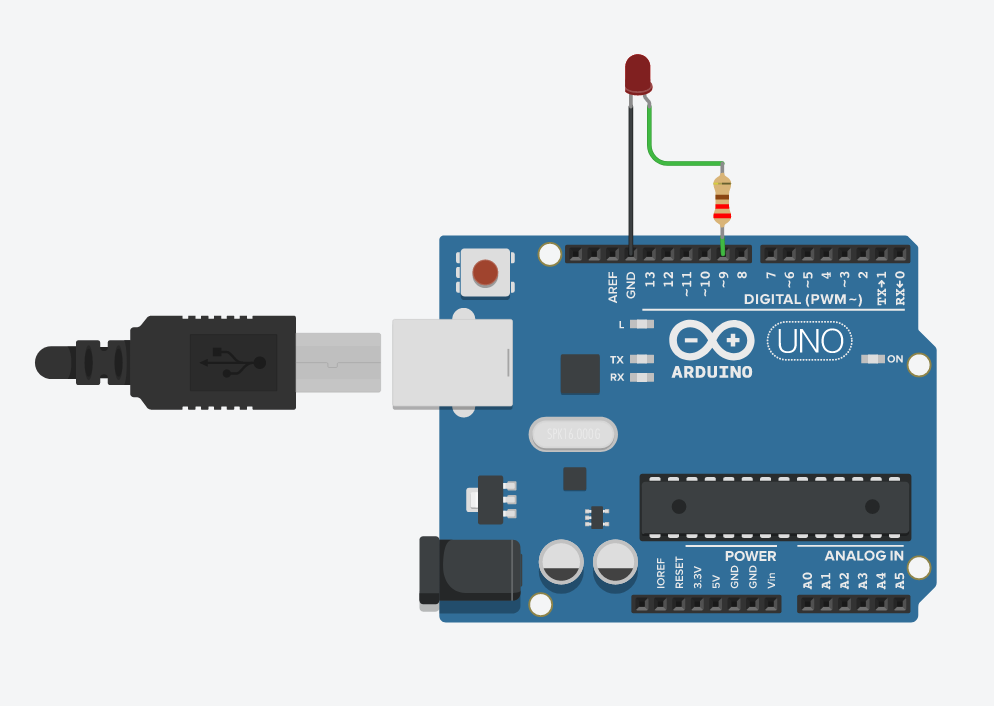 AREF
GND
13
12
~11
~10
~9
8
7
~6
~5
4
~3
2
TX→1
RX←0
DIGITAL (PWM~)
L
TX
RX
ARDUINO
UNO
ON
SPK16.000G
POWER
ANALOG IN
IOREF
RESET
3.3V
5V
GND
GND
Vin
A0
A1
A2
A3
A4
A5